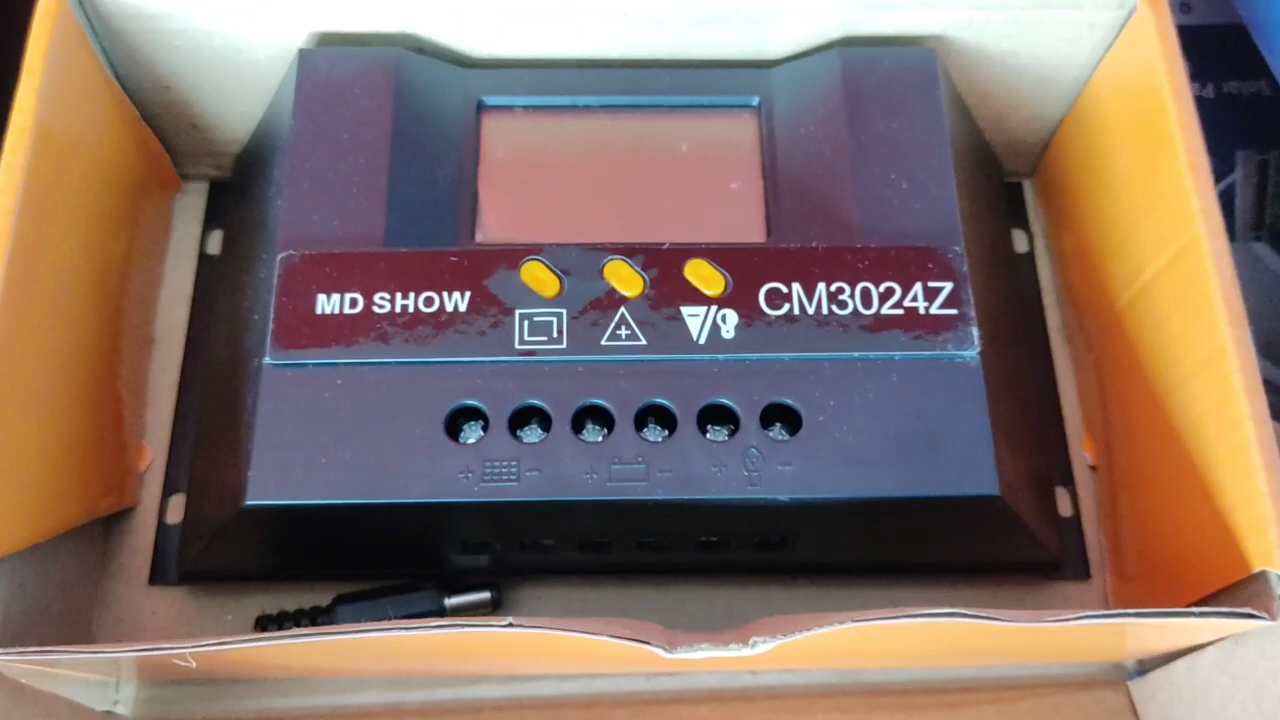 MD SHOW
CM3024Z
+ - + - + -